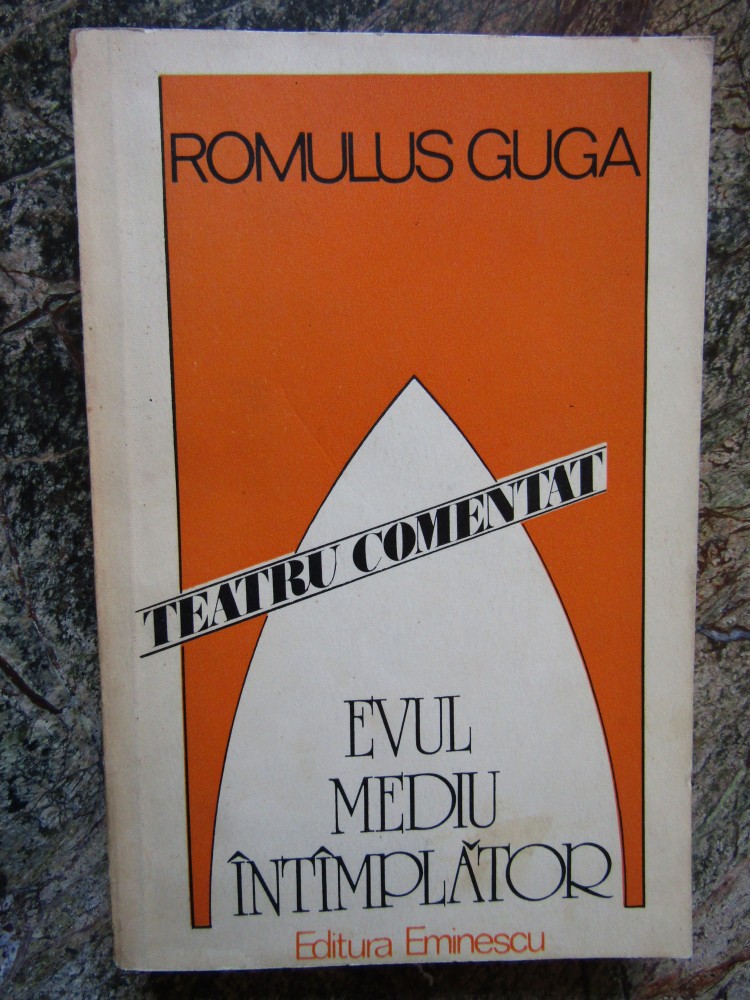 ROMULUS GUGA
TEATRU COMENTAT
EVUL
MEDIU
ÎNTÎMPLĂTOR
Editura Eminescu